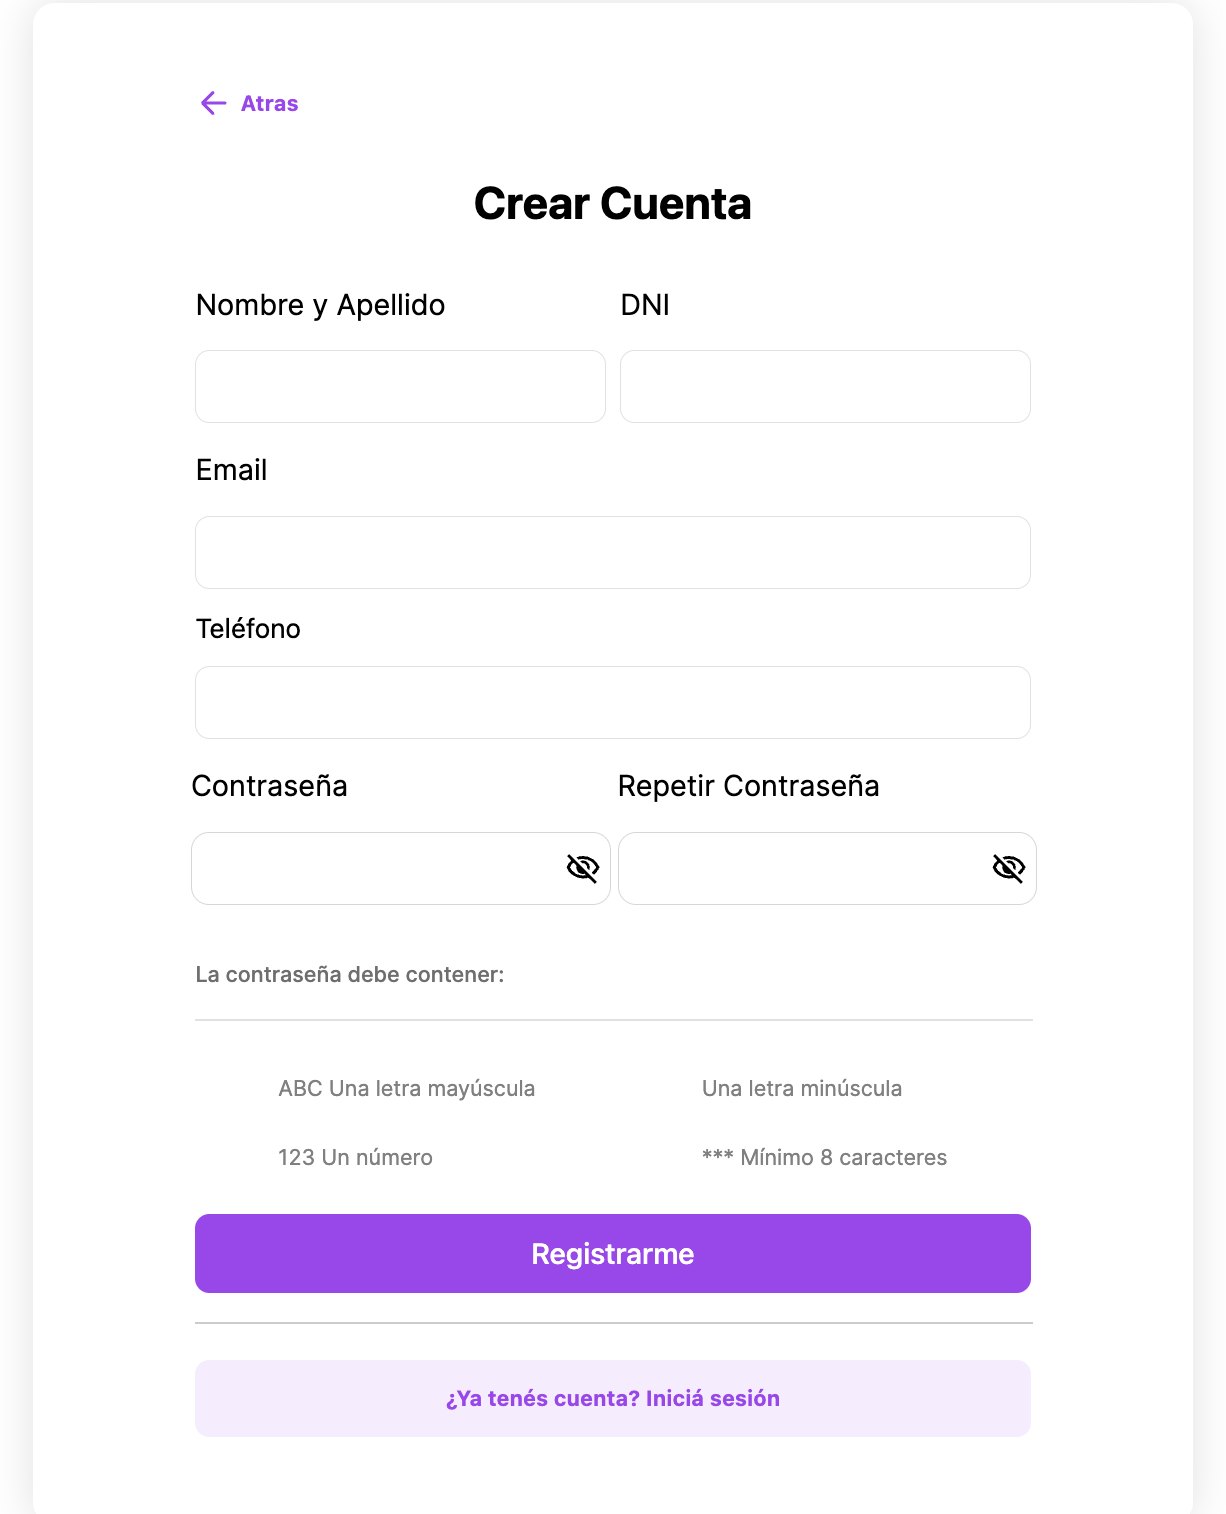 Atras
Crear Cuenta
Nombre y Apellido DNI
Email
Teléfono
Contraseña Repetir Contraseña
La contraseña debe contener:
ABC Una letra mayúscula Una letra minúscula
123 Un número *** Mínimo 8 caracteres
Registrarme
¿Ya tenés cuenta? Iniciá sesión